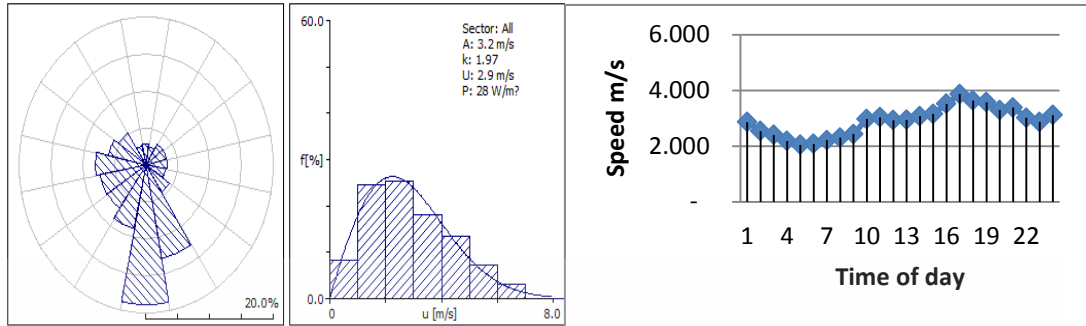 20.0%
60.0
Sector: All
A: 3.2 m/s
k: 1.97
U: 2.9 m/s
P: 28 W/m?
f[%]
0.0
0
u [m/s]
8.0
6.000
4.000
2.000
-
Speed m/s
1 4 7 10 13 16 19 22
Time of day